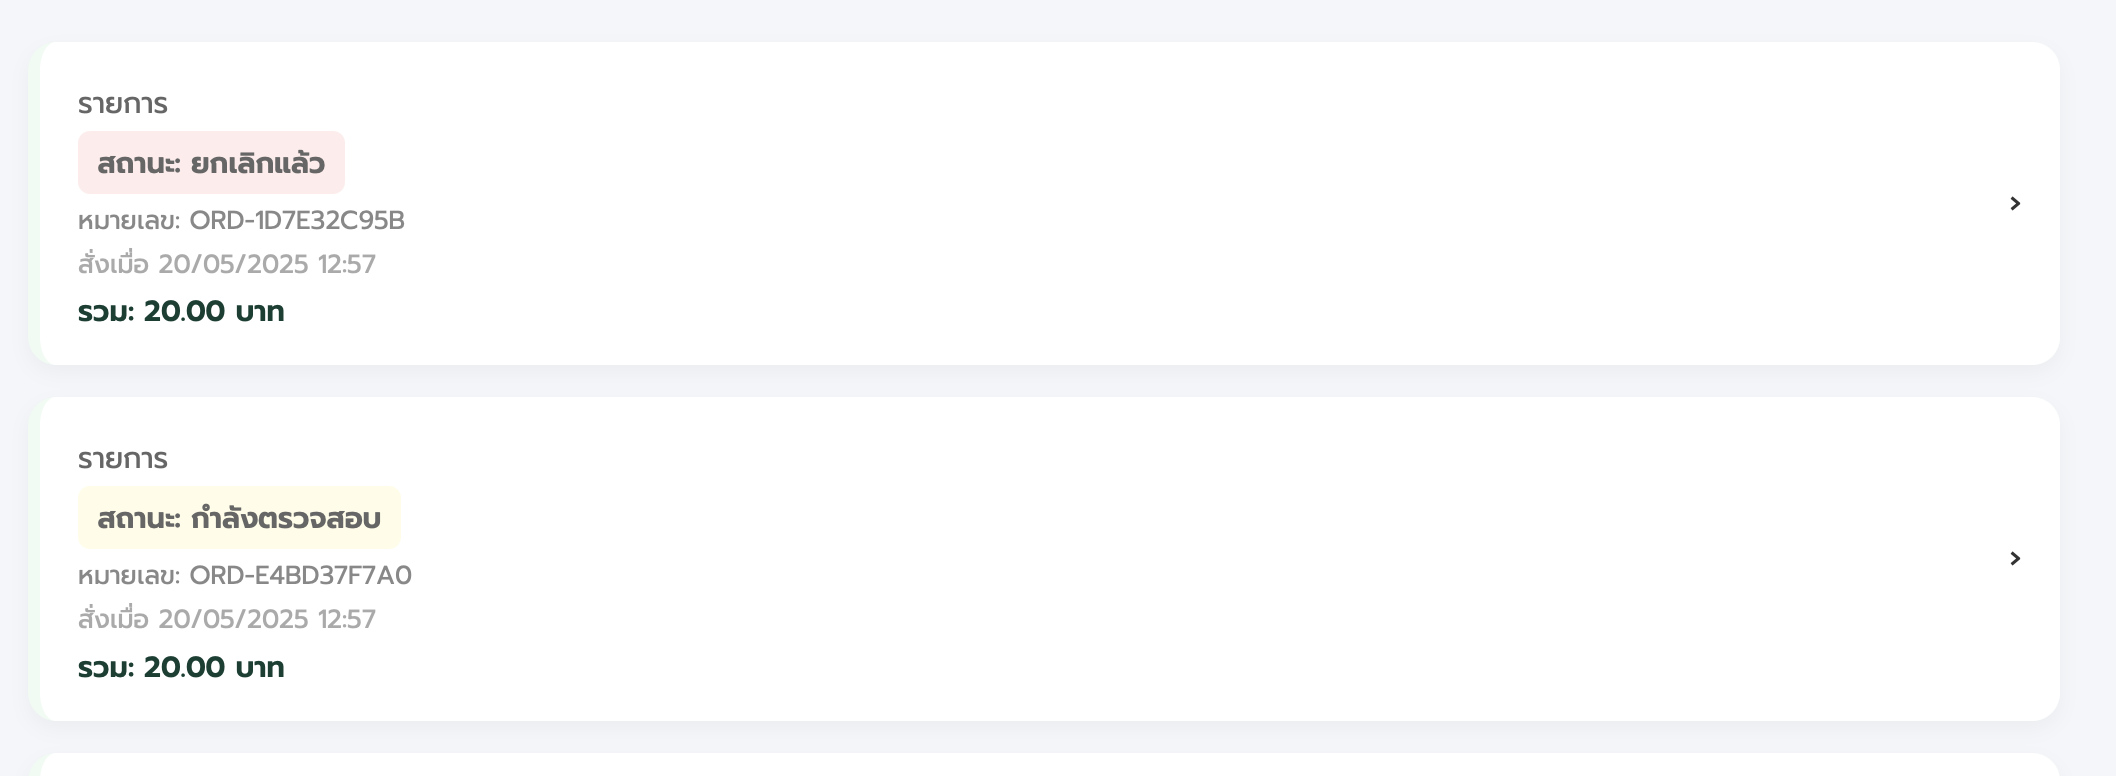 รายการ
สถานะ: ยกเลิกแล้ว
หมายเลข: ORD-1D7E32C95B
สั่งเมื่อ 20/05/2025 12:57
รวม: 20.00 บาท
รายการ
สถานะ: กำลังตรวจสอบ
หมายเลข: ORD-E4BD37F7A0
สั่งเมื่อ 20/05/2025 12:57
รวม: 20.00 บาท